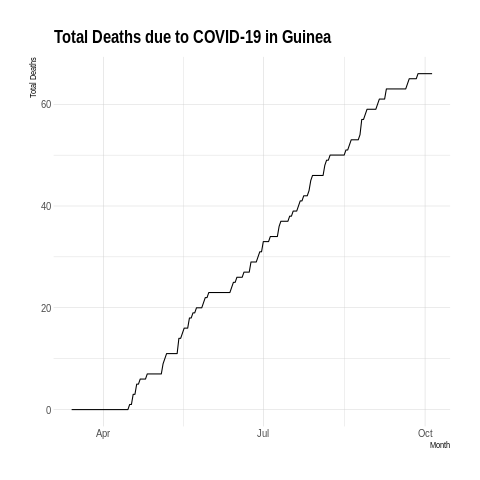 Total Deaths due to COVID-19 in Guinea
Total Deaths
60
40
20
0
Apr
Jul
Oct
Month